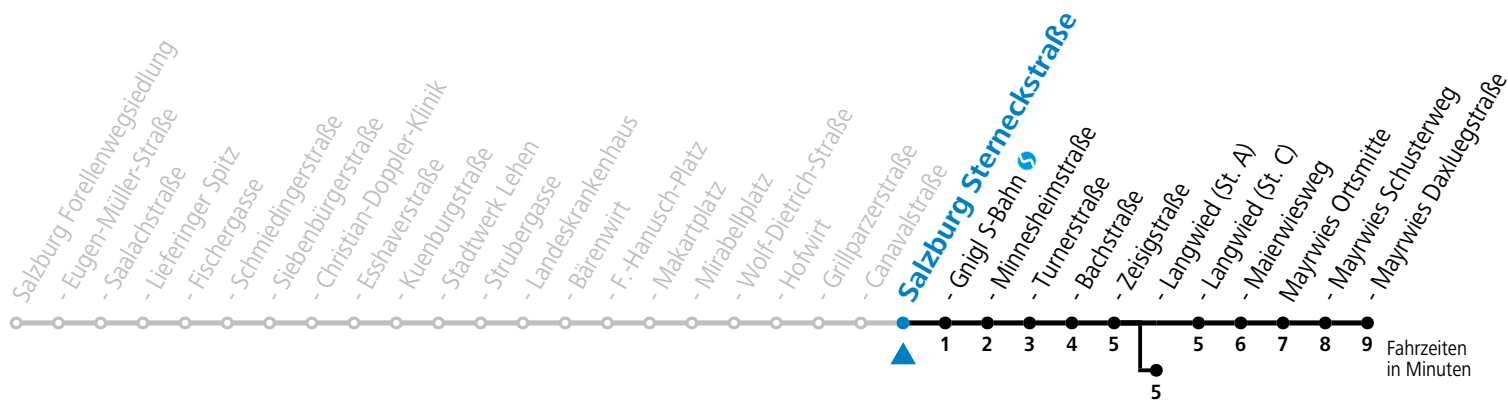 Salzburg Forellenwegsiedlung
- Eugen-Müller-Straße
- Saalachstraße
- Lieferinger Spitz
- Fischergasse
- Schmiedingerstraße
- Siebenbürgerstraße
- Christian-Doppler-Klinik
- Esshaverstraße
- Kuenburgstraße
- Stadtwerk Lehen
- Strubergasse
- Landeskrankenhaus
- Bärenwirt
- F.-Hanusch-Platz
- Makartplatz
- Mirabellplatz
- Wolf-Dietrich-Straße
- Hofwirt
- Grillparzerstraße
- Canavalstraße
Salzburg Sterneckstraße
- Gnigl S-Bahn
- Minnesheimstraße
- Turnerstraße
- Bachstraße
- Zeisigstraße
- Langwied (St. A)
- Langwied (St. C)
- Maierwiesweg
Mayrwies Ortsmitte
- Mayrwies Schusterweg
- Mayrwies Daxluegstraße
1 2 3 4 5 5 6 7 8 9
5
Fahrzeiten
in Minuten